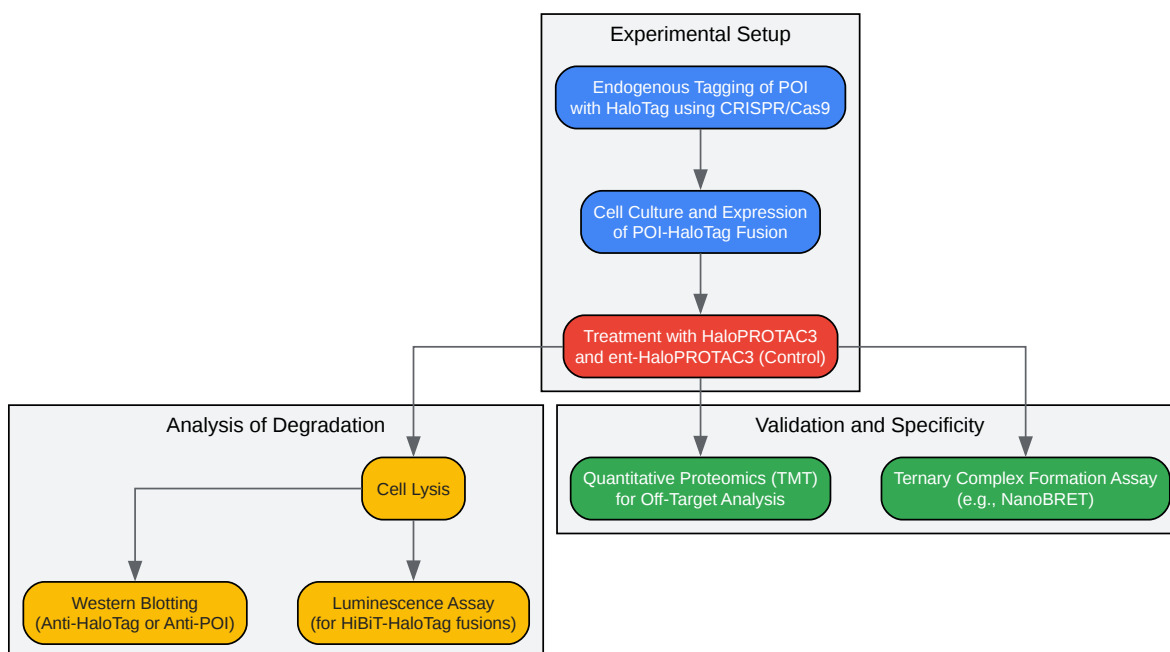 Experimental Setup
Endogenous Tagging of POI
with HaloTag using CRISPR/Cas9
Cell Culture and Expression
of POI-HaloTag Fusion
Treatment with HaloPROTAC3
and ent-HaloPROTAC3 (Control)
Analysis of Degradation
Cell Lysis
Western Blotting
(Anti-HaloTag or Anti-POI)
Luminescence Assay
(for HiBiT-HaloTag fusions)
Validation and Specificity
Quantitative Proteomics (TMT)
for Off-Target Analysis
Ternary Complex Formation Assay
(e.g., NanoBRET)